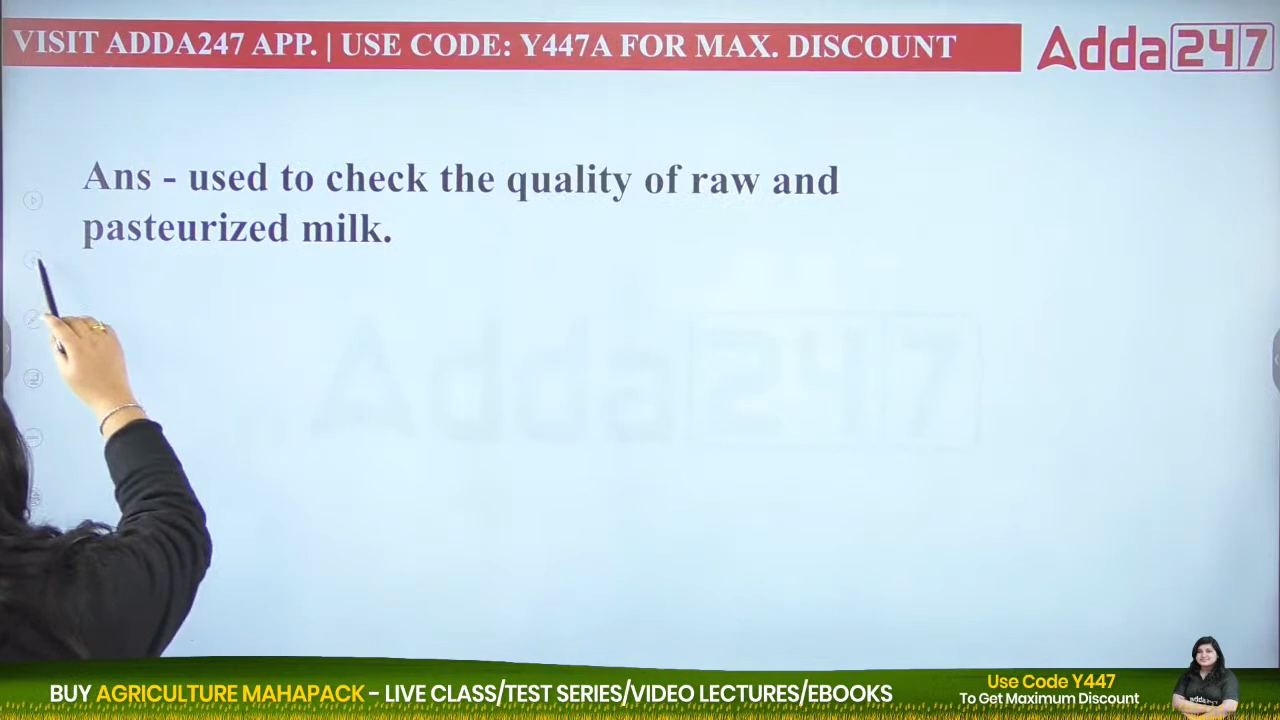 VISIT ADDA247 APP. | USE CODE: Y447A FOR MAX. DISCOUNT
Adda247
Ans - used to check the quality of raw and
pasteurized milk.
Adda247
BUY AGRICULTURE MAHAPACK - LIVE CLASS/TEST SERIES/VIDEO LECTURES/EBOOKS
Use Code Y447
To Get Maximum Discount